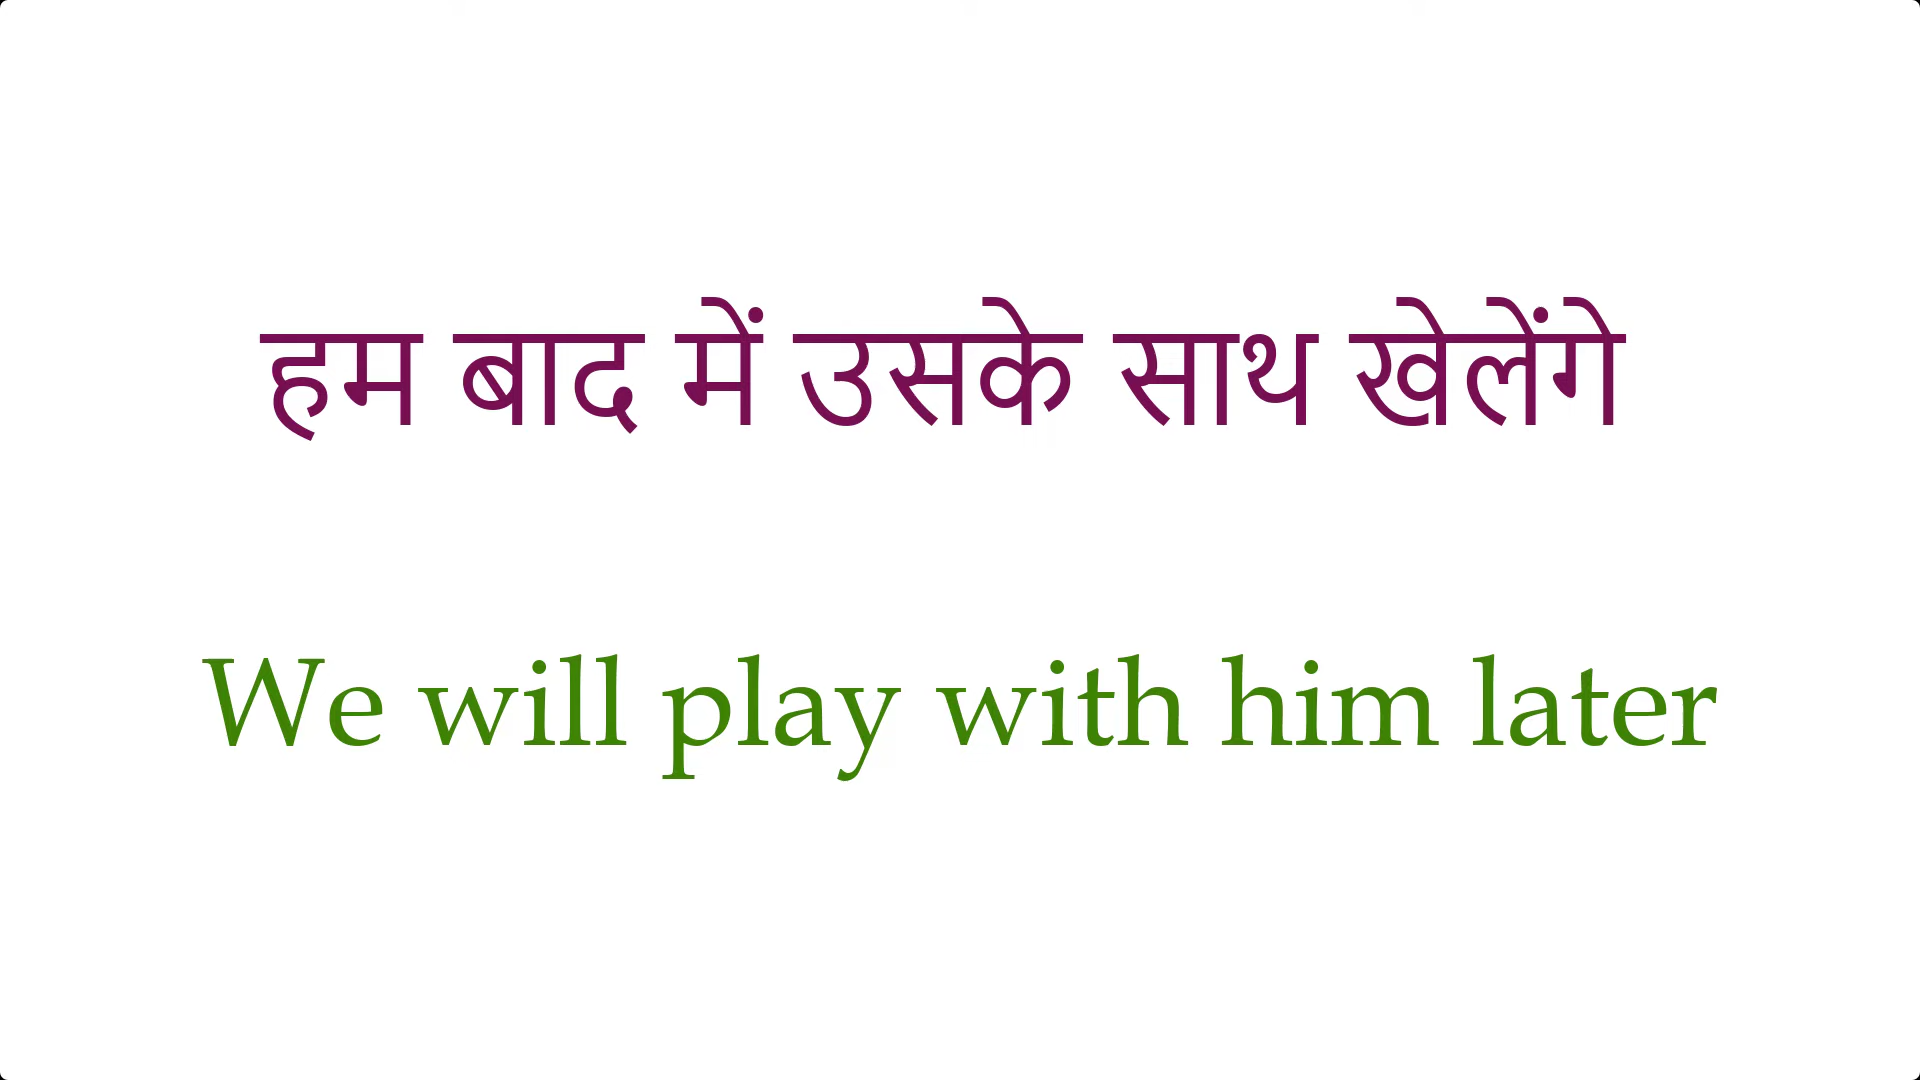 हम बाद में उसके साथ खेलेंगे
We will play with him later